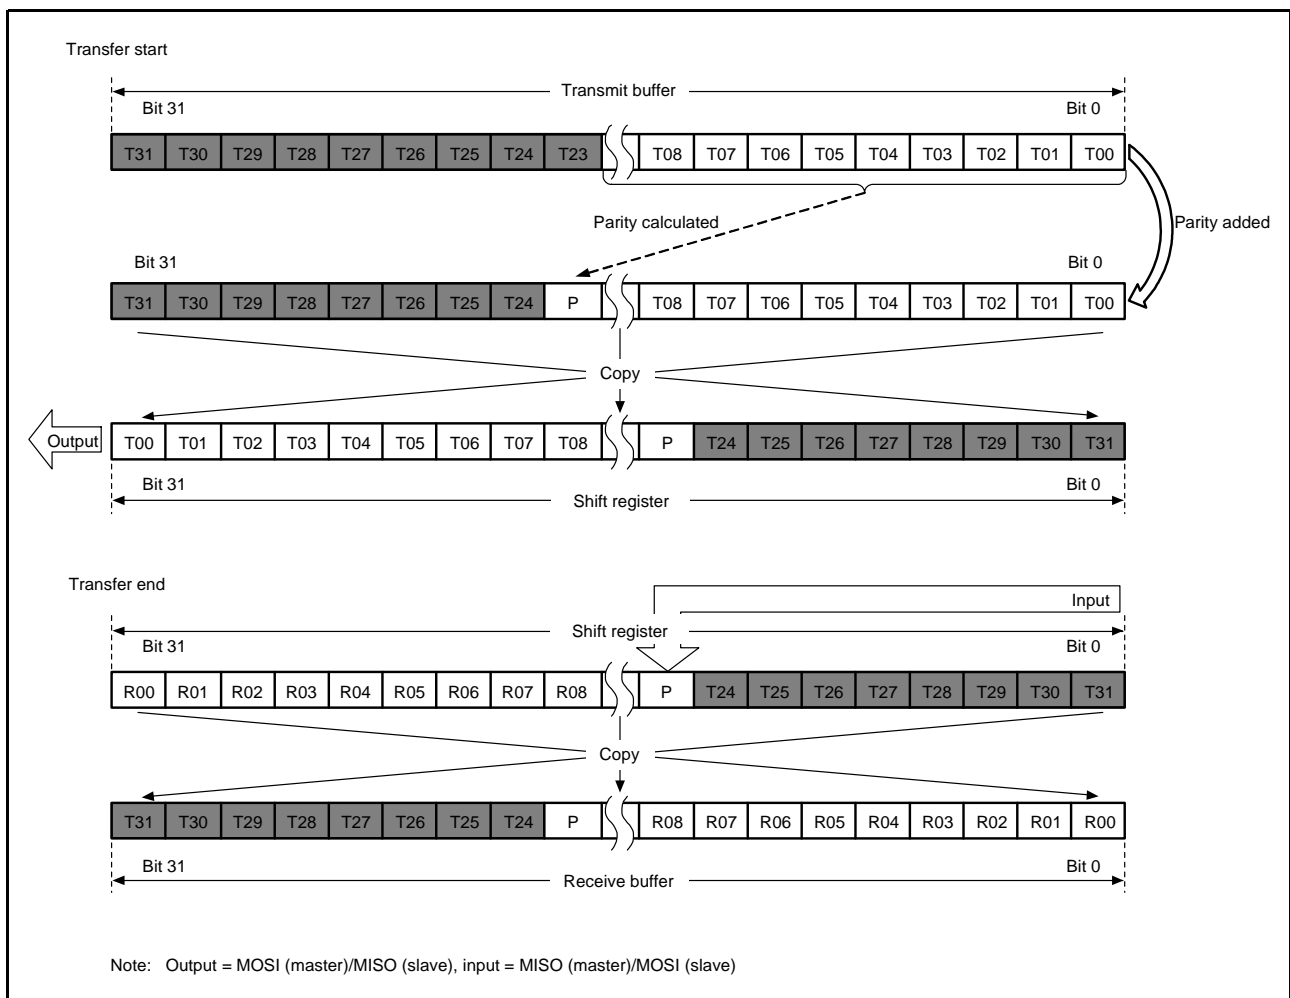 Transfer start
Transmit buffer
Bit 31 Bit 0
T31 T30 T29 T28 T27 T26 T25 T24 T23 T08 T07 T06 T05 T04 T03 T02 T01 T00
Parity calculated Parity added
Bit 31 Bit 0
T31 T30 T29 T28 T27 T26 T25 T24 P T08 T07 T06 T05 T04 T03 T02 T01 T00
Copy
Output T00 T01 T02 T03 T04 T05 T06 T07 T08 P T24 T25 T26 T27 T28 T29 T30 T31
Bit 31 Bit 0
Shift register
Transfer end
Input
Shift register
Bit 31 Bit 0
R00 R01 R02 R03 R04 R05 R06 R07 R08 P T24 T25 T26 T27 T28 T29 T30 T31
Copy
T31 T30 T29 T28 T27 T26 T25 T24 P R08 R07 R06 R05 R04 R03 R02 R01 R00
Bit 31 Bit 0
Receive buffer
Note: Output = MOSI (master)/MISO (slave), input = MISO (master)/MOSI (slave)